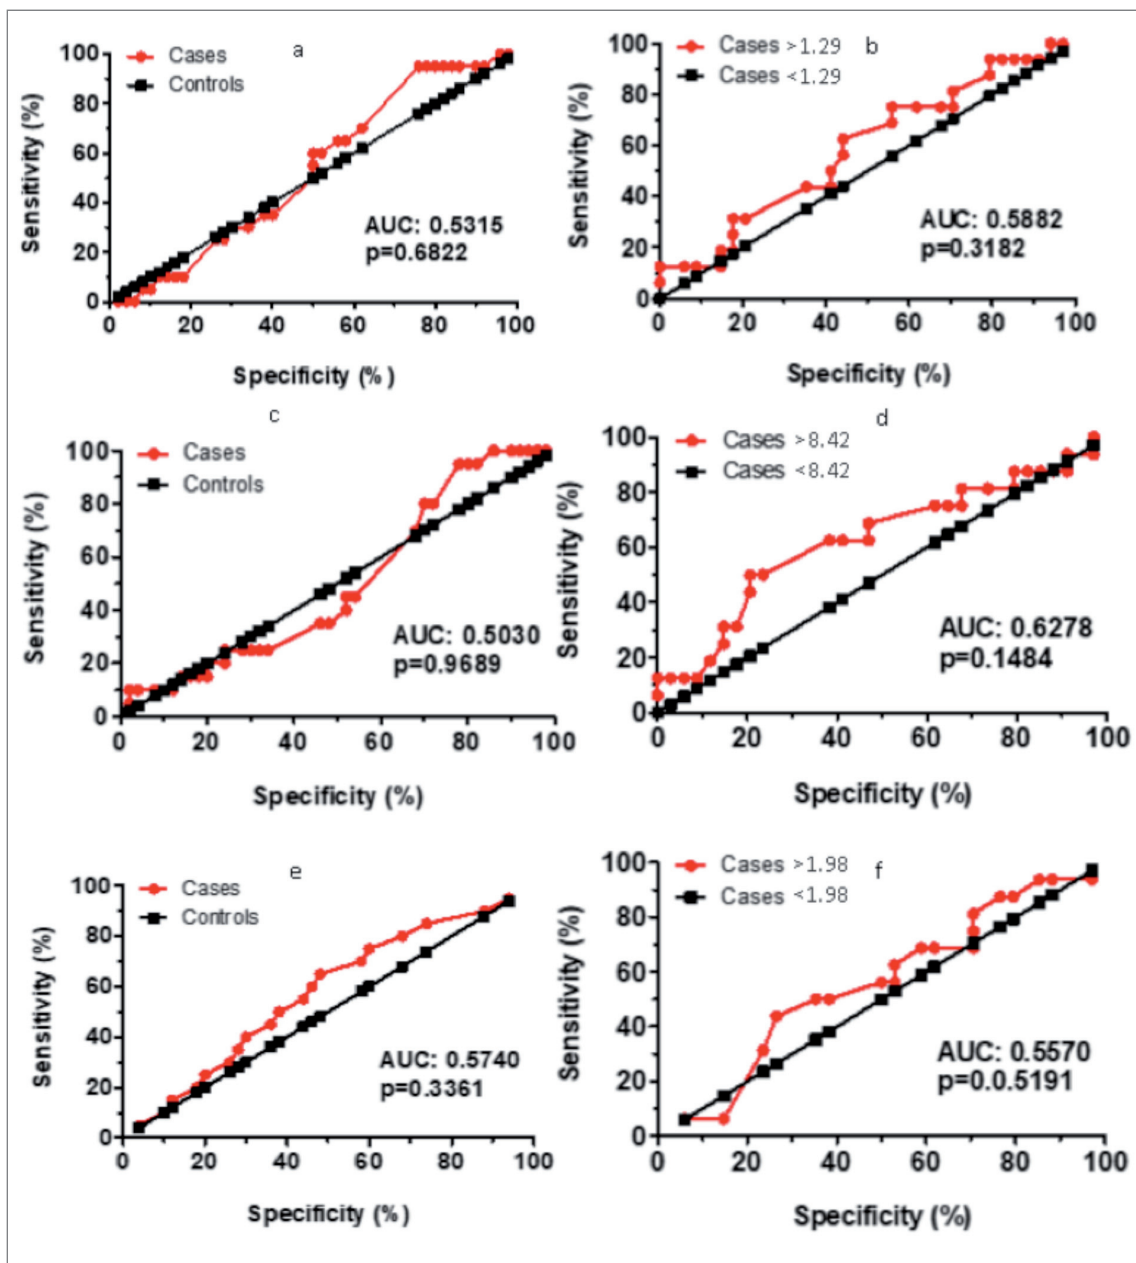 a
Cases
Controls
100
80
60
40
20
0
Sensitivity (%)
AUC: 0.5315
p=0.6822
0 20 40 60 80 100
Specificity (%)
b
Cases >1.29
Cases <1.29
100
80
60
40
20
0
Sensitivity (%)
AUC: 0.5882
p=0.3182
0 20 40 60 80 100
Specificity (%)
c
Cases
Controls
100
80
60
40
20
0
Sensitivity (%)
AUC: 0.5030
p=0.9689
0 20 40 60 80 100
Specificity (%)
d
Cases >8.42
Cases <8.42
100
80
60
40
20
0
Sensitivity (%)
AUC: 0.6278
p=0.1484
0 20 40 60 80 100
Specificity (%)
e
Cases
Controls
100
80
60
40
20
0
Sensitivity (%)
AUC: 0.5740
p=0.3361
0 20 40 60 80 100
Specificity (%)
f
Cases >1.98
Cases <1.98
100
80
60
40
20
0
Sensitivity (%)
AUC: 0.5570
p=0.0.5191
0 20 40 60 80 100
Specificity (%)